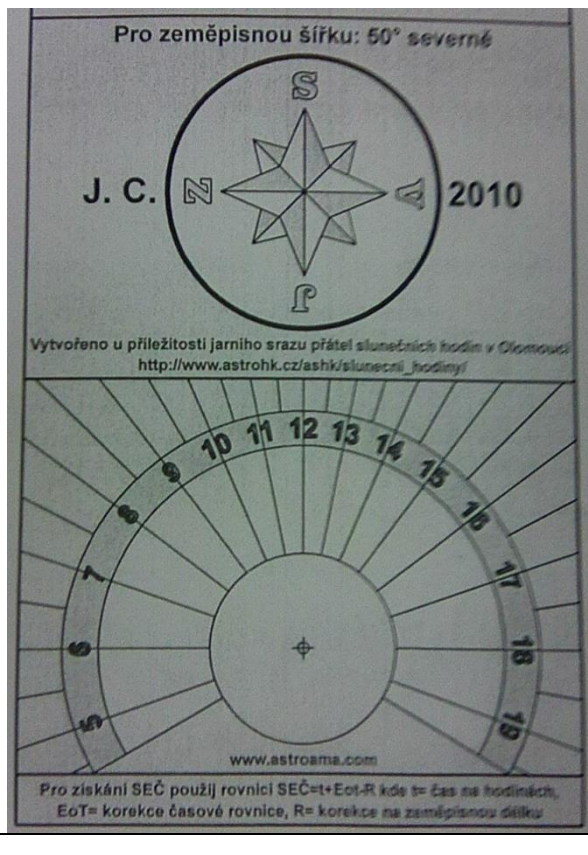 Pro zeměpisnou šířku: 50° severně
S
J. C.
Z
V
2010
J
Vytvořeno u příležitosti jarního srazu přátel slunečních hodin v Olomouci
http://www.astrohk.cz/ashk/slunecni_hodiny/
5 6 7 8 9 10 11 12 13 14 15 16 17 18 19
www.astroama.com
Pro získání SEČ použij rovnici SEČ=t+Eot-R kde t= čas na hodinách,
EoT= korekce časové rovnice, R= korekce na zeměpisnou délku